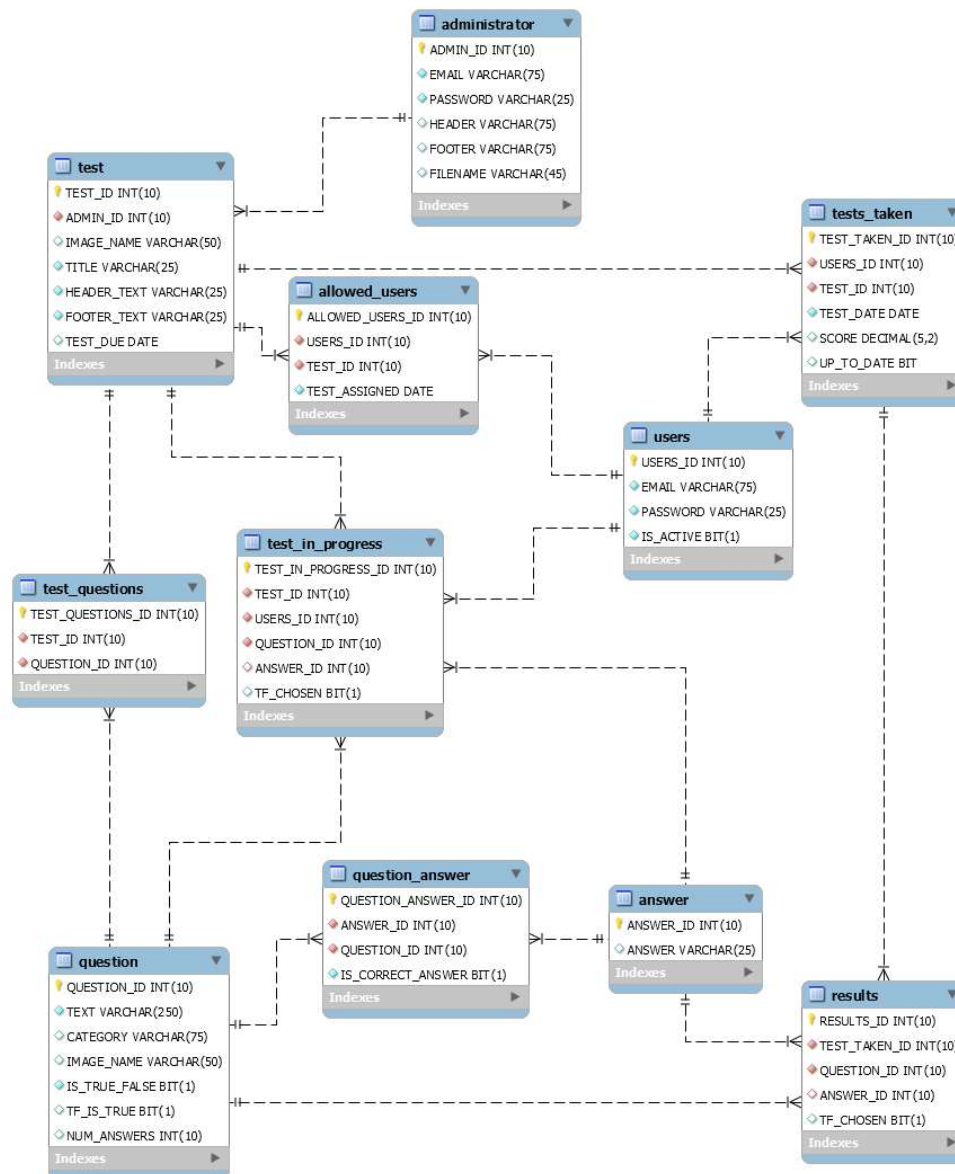 administrator
ADMIN_ID INT(10)
EMAIL VARCHAR(75)
PASSWORD VARCHAR(25)
HEADER VARCHAR(75)
FOOTER VARCHAR(75)
FILENAME VARCHAR(45)
Indexes
test
TEST_ID INT(10)
ADMIN_ID INT(10)
IMAGE_NAME VARCHAR(50)
TITLE VARCHAR(25)
HEADER_TEXT VARCHAR(25)
FOOTER_TEXT VARCHAR(25)
TEST_DUE DATE
Indexes
tests_taken
TEST_TAKEN_ID INT(10)
USERS_ID INT(10)
TEST_ID INT(10)
TEST_DATE DATE
SCORE DECIMAL(5,2)
UP_TO_DATE BIT
Indexes
allowed_users
ALLOWED_USERS_ID INT(10)
USERS_ID INT(10)
TEST_ID INT(10)
TEST_ASSIGNED DATE
Indexes
users
USERS_ID INT(10)
EMAIL VARCHAR(75)
PASSWORD VARCHAR(25)
IS_ACTIVE BIT(1)
Indexes
test_in_progress
TEST_IN_PROGRESS_ID INT(10)
TEST_ID INT(10)
USERS_ID INT(10)
QUESTION_ID INT(10)
ANSWER_ID INT(10)
TF_CHOSEN BIT(1)
Indexes
test_questions
TEST_QUESTIONS_ID INT(10)
TEST_ID INT(10)
QUESTION_ID INT(10)
Indexes
question_answer
QUESTION_ANSWER_ID INT(10)
ANSWER_ID INT(10)
QUESTION_ID INT(10)
IS_CORRECT_ANSWER BIT(1)
Indexes
answer
ANSWER_ID INT(10)
ANSWER VARCHAR(25)
Indexes
question
QUESTION_ID INT(10)
TEXT VARCHAR(250)
CATEGORY VARCHAR(75)
IMAGE_NAME VARCHAR(50)
IS_TRUE_FALSE BIT(1)
TF_IS_TRUE BIT(1)
NUM_ANSWERS INT(10)
Indexes
results
RESULTS_ID INT(10)
TEST_TAKEN_ID INT(10)
QUESTION_ID INT(10)
ANSWER_ID INT(10)
TF_CHOSEN BIT(1)
Indexes